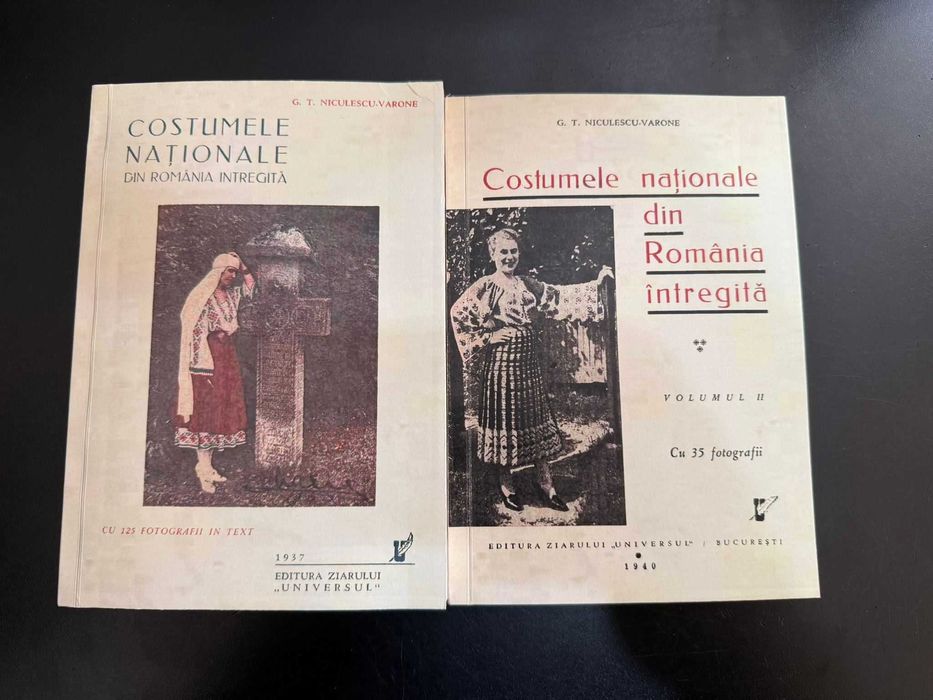 G. T. NICULESCU-VARONE
COSTUMELE
NAȚIONALE
DIN ROMÂNIA INTREGITĂ
CU 125 FOTOGRAFII IN TEXT
1937
EDITURA ZIARULUI
„UNIVERSUL"
G. T. NICULESCU-VARONE
Costumele naționale
din
România
întregită
VOLUMUL II
Cu 35 fotografii
EDITURA ZIARULUI „UNIVERSUL" / BUCUREȘTI
1940